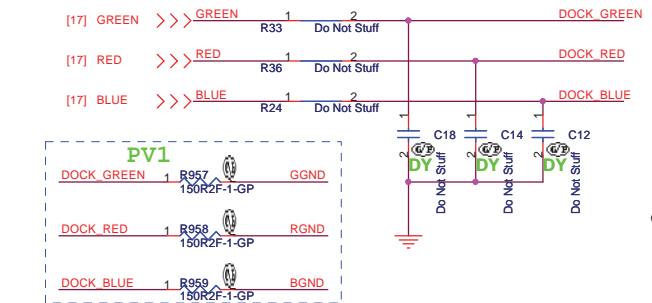 [17] GREEN GREEN 1 2 DOCK_GREEN
R33 Do Not Stuff
[17] RED RED 1 2 DOCK_RED
R36 Do Not Stuff
[17] BLUE BLUE 1 2 DOCK_BLUE
R24 Do Not Stuff
1 1 1
C18 C14 C12
2 2 2
G/P G/P G/P
DY DY DY
Do Not Stuff Do Not Stuff Do Not Stuff
PV1
DOCK_GREEN 1 R957 GGND
150R2F-1-GP
DOCK_RED 1 R958 RGND
150R2F-1-GP
DOCK_BLUE 1 R959 BGND
150R2F-1-GP